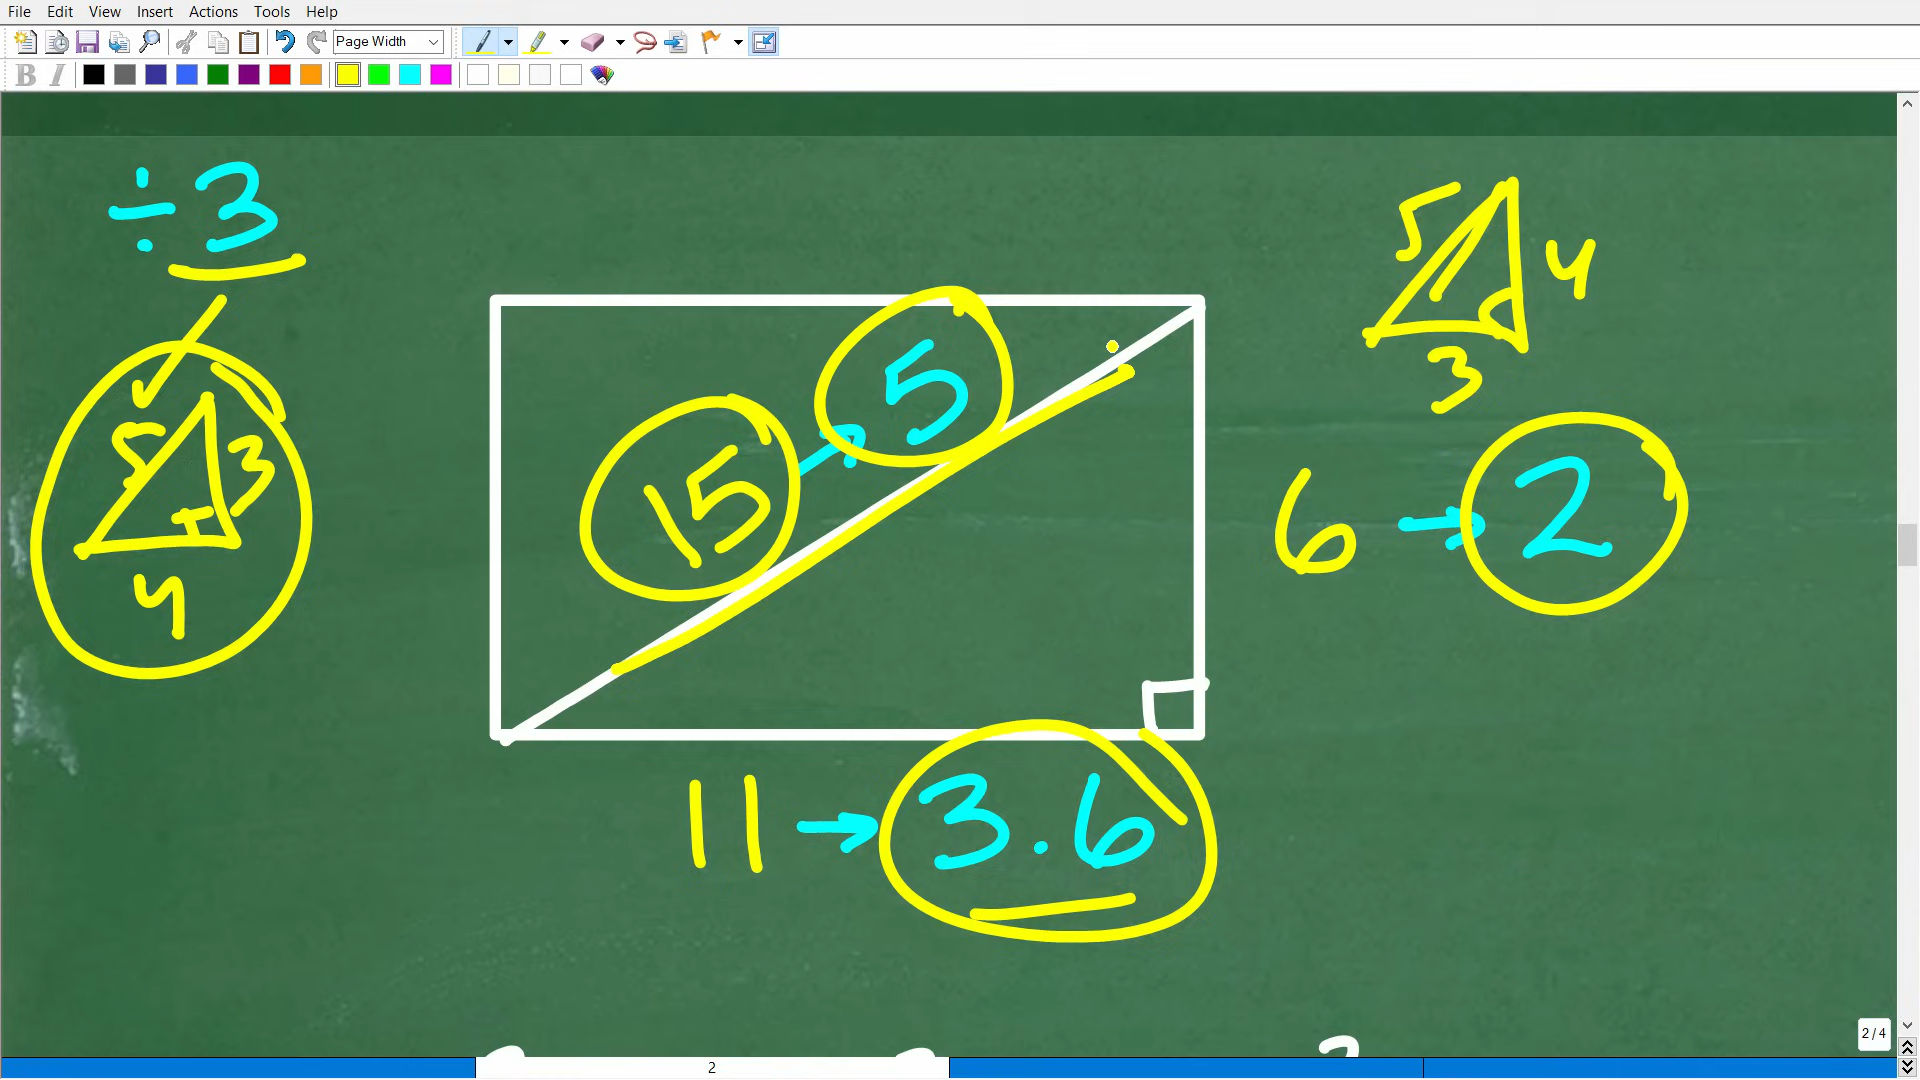 File Edit View Insert Actions Tools Help
Page Width
B I
÷ 3
5 3
4
15 → 5
5 4
3
6 → 2
11 → 3.6
2 / 4
2